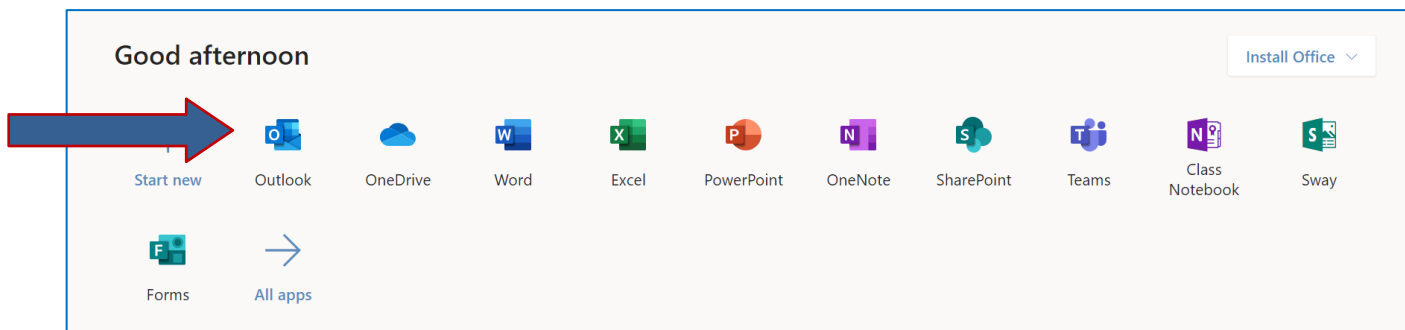 Good afternoon
Install Office
Start new
Outlook
OneDrive
Word
Excel
PowerPoint
OneNote
SharePoint
Teams
Class
Notebook
Sway
Forms
All apps